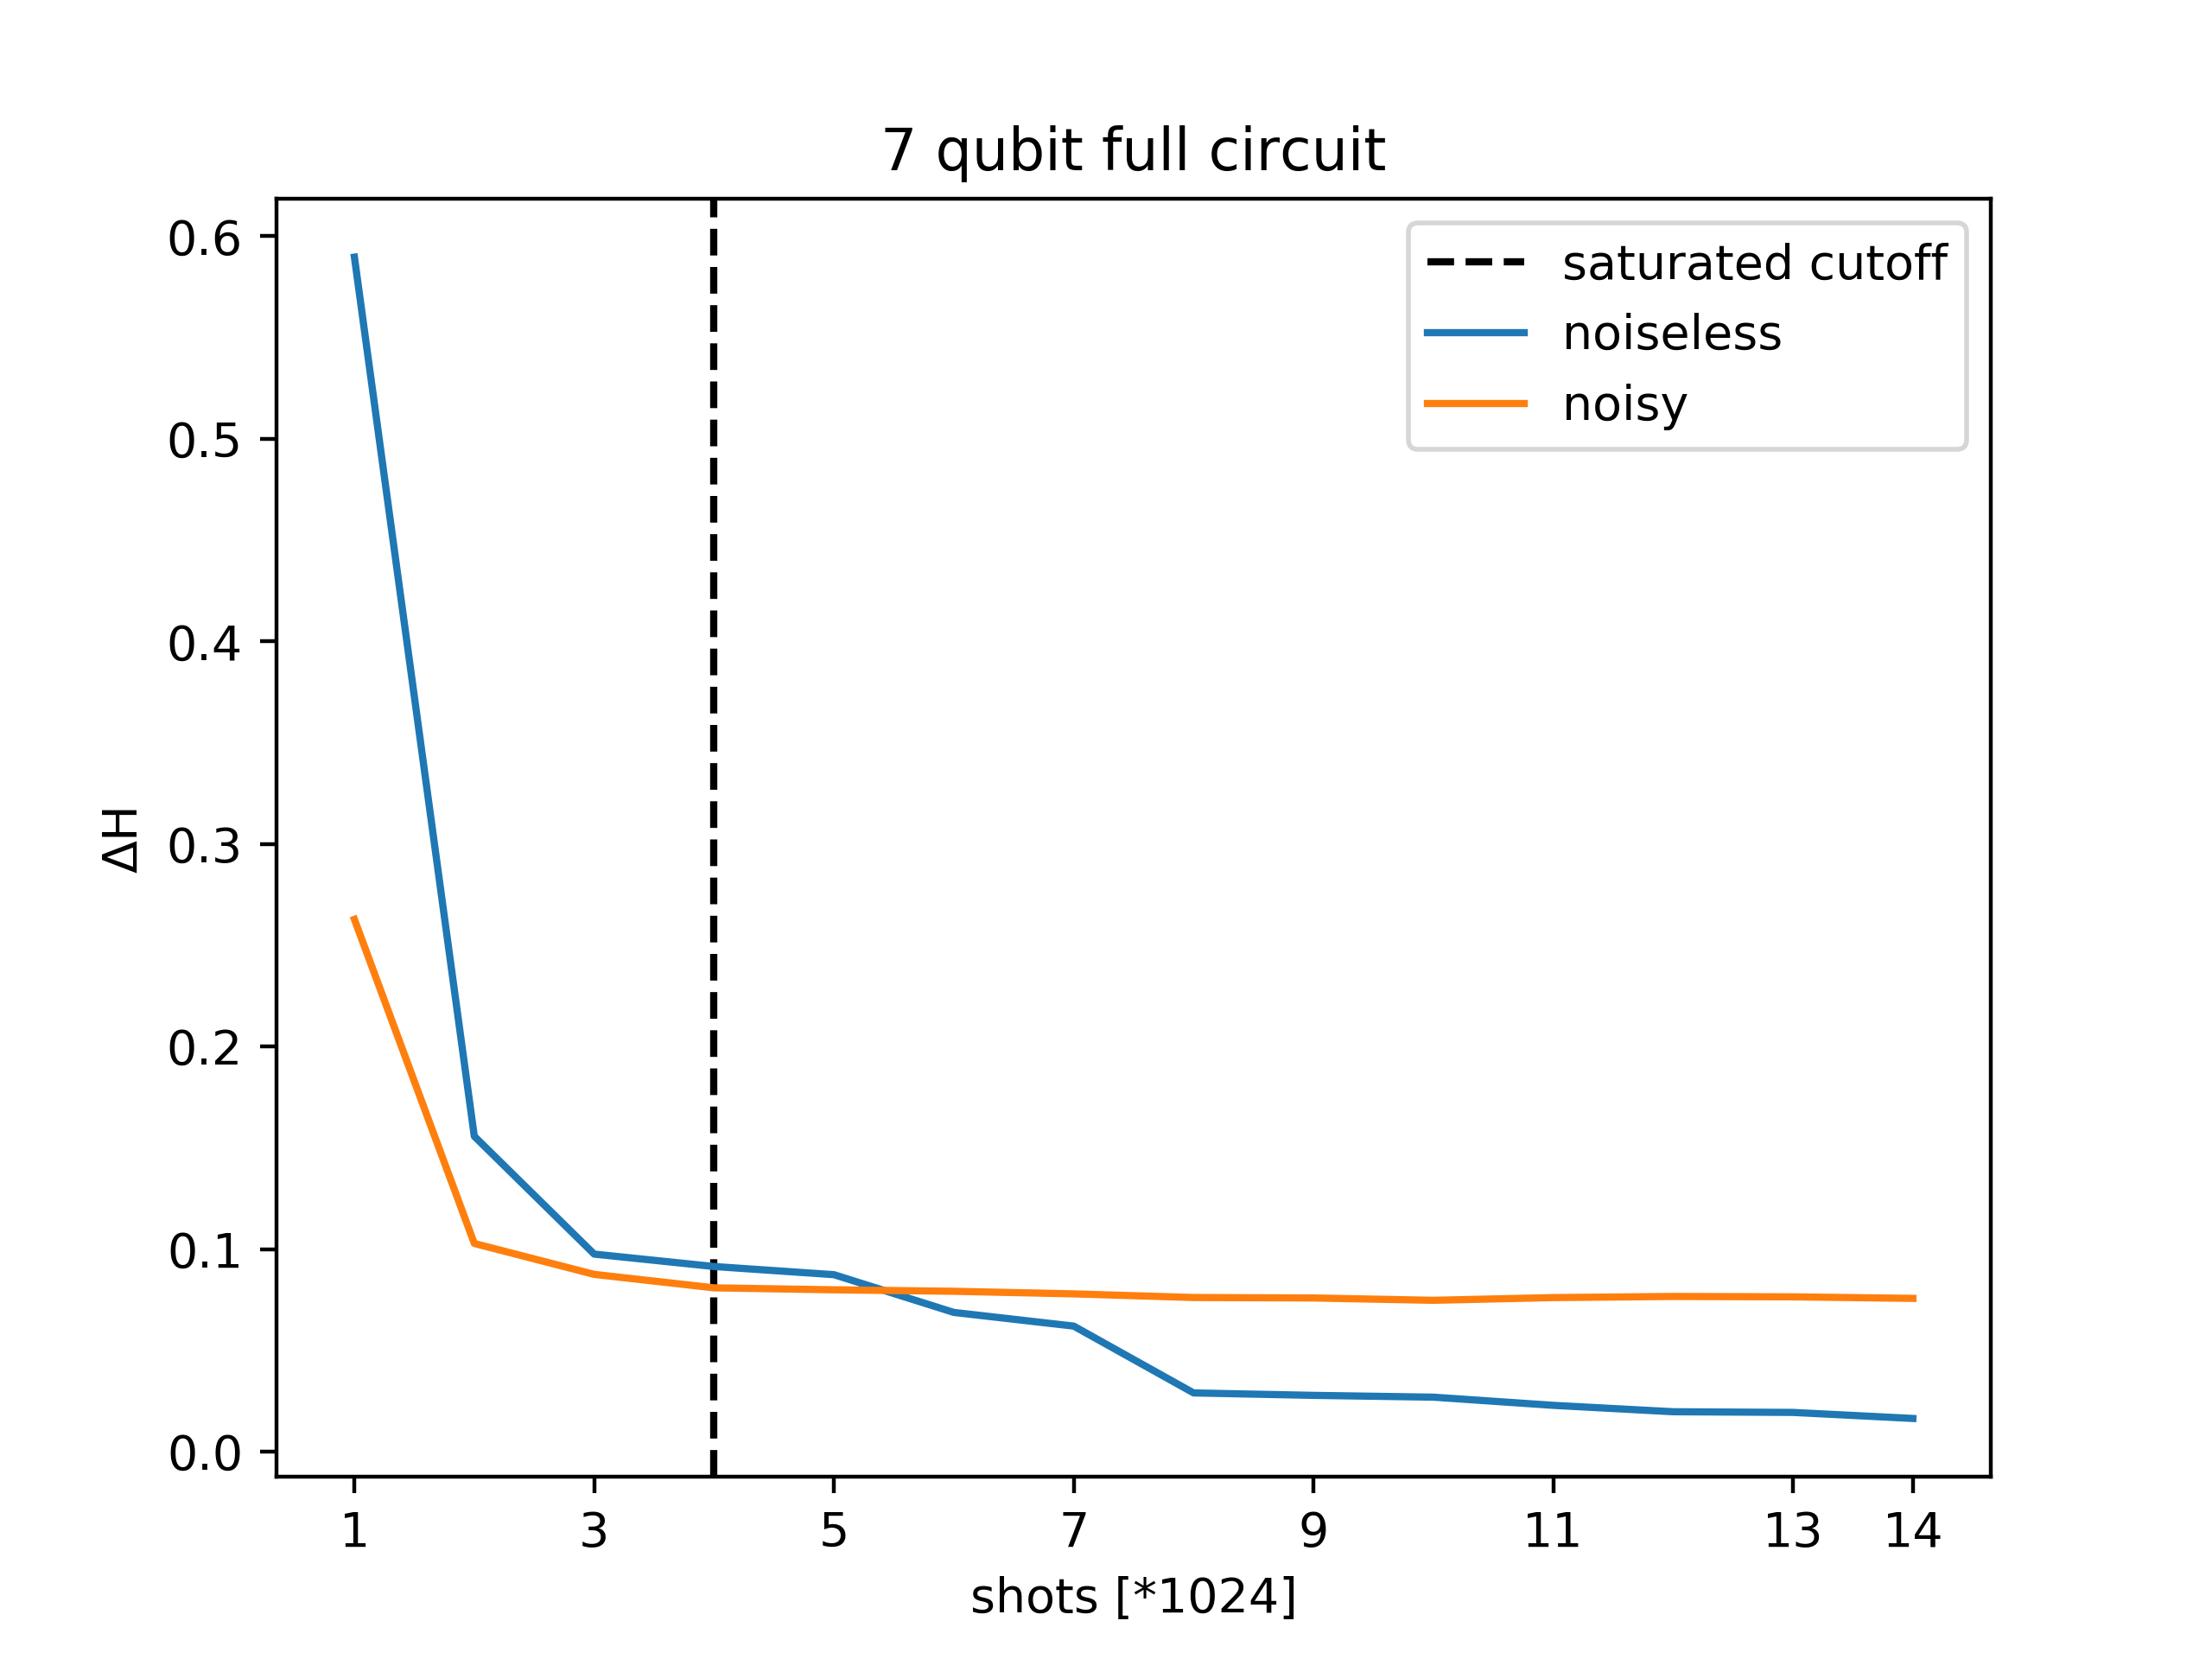 7 qubit full circuit
saturated cutoff
noiseless
noisy
0.6
0.5
0.4
0.3
0.2
0.1
0.0
ΔH
1 3 5 7 9 11 13 14
shots [*1024]